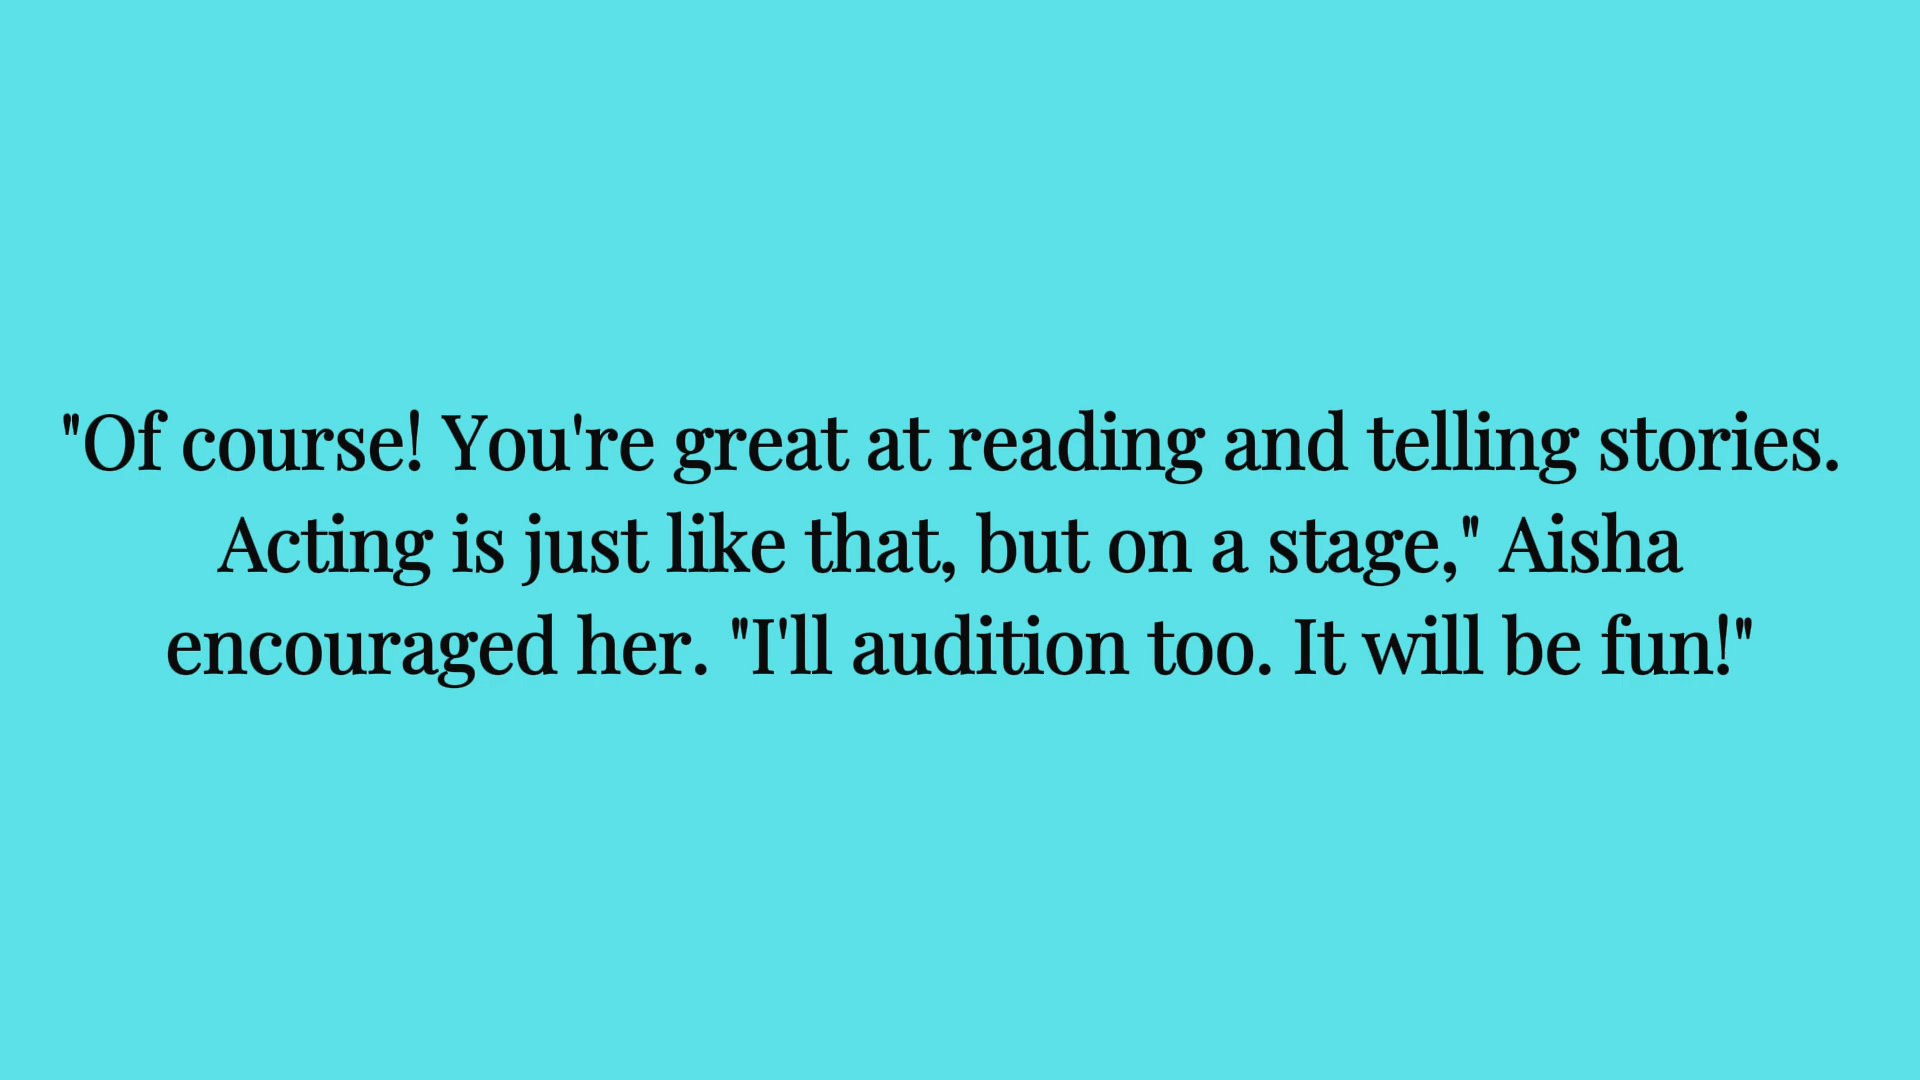 "Of course! You're great at reading and telling stories.
Acting is just like that, but on a stage," Aisha
encouraged her. "I'll audition too. It will be fun!"